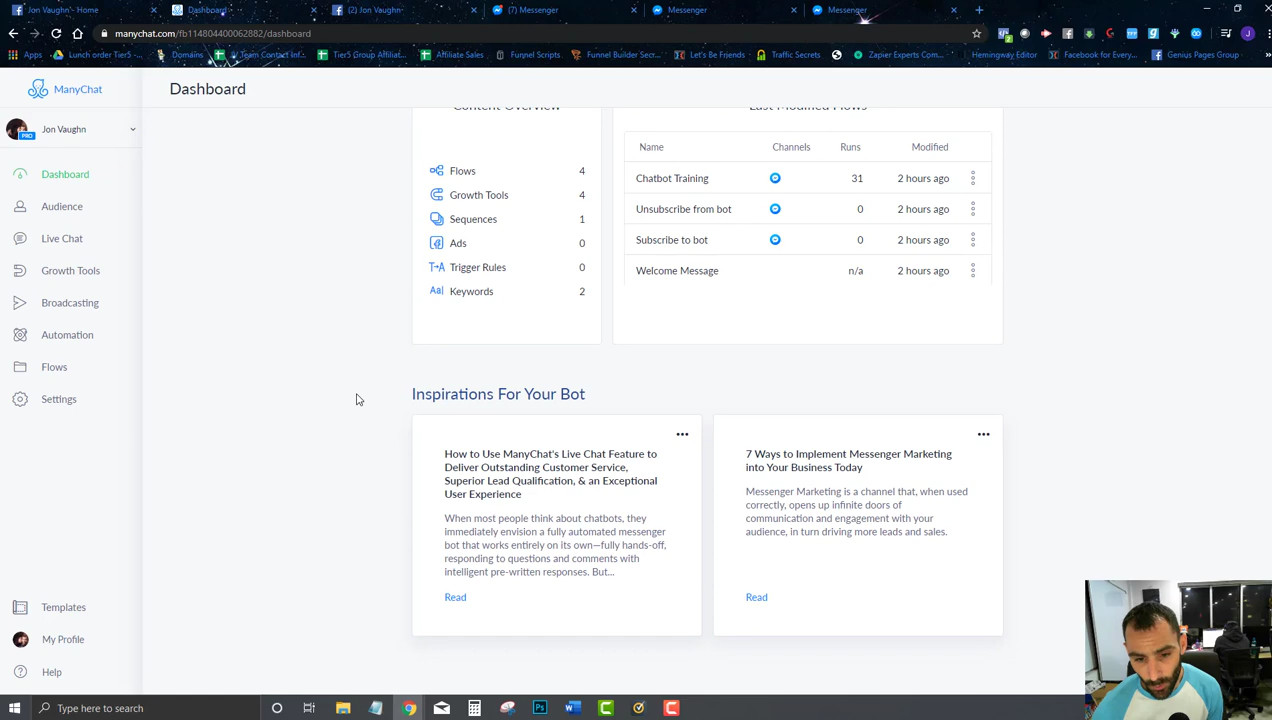 Jon Vaughn - Home
Dashboard
(2) Jon Vaughn
(7) Messenger
Messenger
Messenger
manychat.com/fb114804400062882/dashboard
Apps
Lunch order Tier5 -...
Domains
JV Team Contact Inf...
Tier5 Group Affiliat...
Affiliate Sales
Funnel Scripts
Funnel Builder Secr...
Let's Be Friends
Traffic Secrets
Zapier Experts Com...
Hemingway Editor
Facebook for Every...
Genius Pages Group
ManyChat
Dashboard
Jon Vaughn
PRO
Dashboard
Audience
Live Chat
Growth Tools
Broadcasting
Automation
Flows
Settings
Templates
My Profile
Help
Content Overview
Flows 4
Growth Tools 4
Sequences 1
Ads 0
Trigger Rules 0
Keywords 2
Last Modified Flows
Name Channels Runs Modified
Chatbot Training 31 2 hours ago
Unsubscribe from bot 0 2 hours ago
Subscribe to bot 0 2 hours ago
Welcome Message n/a 2 hours ago
Inspirations For Your Bot
How to Use ManyChat's Live Chat Feature to
Deliver Outstanding Customer Service,
Superior Lead Qualification, & an Exceptional
User Experience
When most people think about chatbots, they
immediately envision a fully automated messenger
bot that works entirely on its own—fully hands-off,
responding to questions and comments with
intelligent pre-written responses. But...
Read
7 Ways to Implement Messenger Marketing
into Your Business Today
Messenger Marketing is a channel that, when used
correctly, opens up infinite doors of
communication and engagement with your
audience, in turn driving more leads and sales.
Read
Type here to search